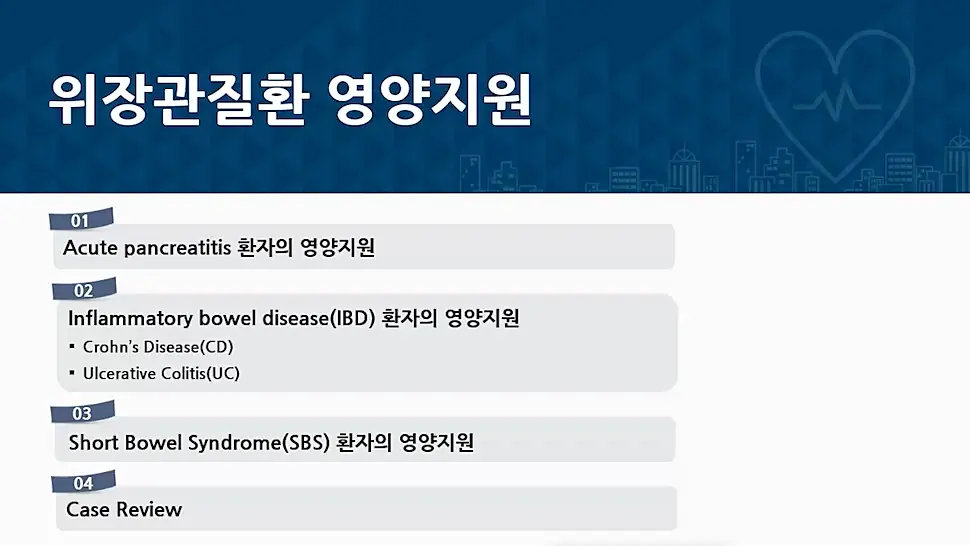 위장관질환 영양지원
01
Acute pancreatitis 환자의 영양지원
02
Inflammatory bowel disease(IBD) 환자의 영양지원
▪ Crohn's Disease(CD)
▪ Ulcerative Colitis(UC)
03
Short Bowel Syndrome(SBS) 환자의 영양지원
04
Case Review